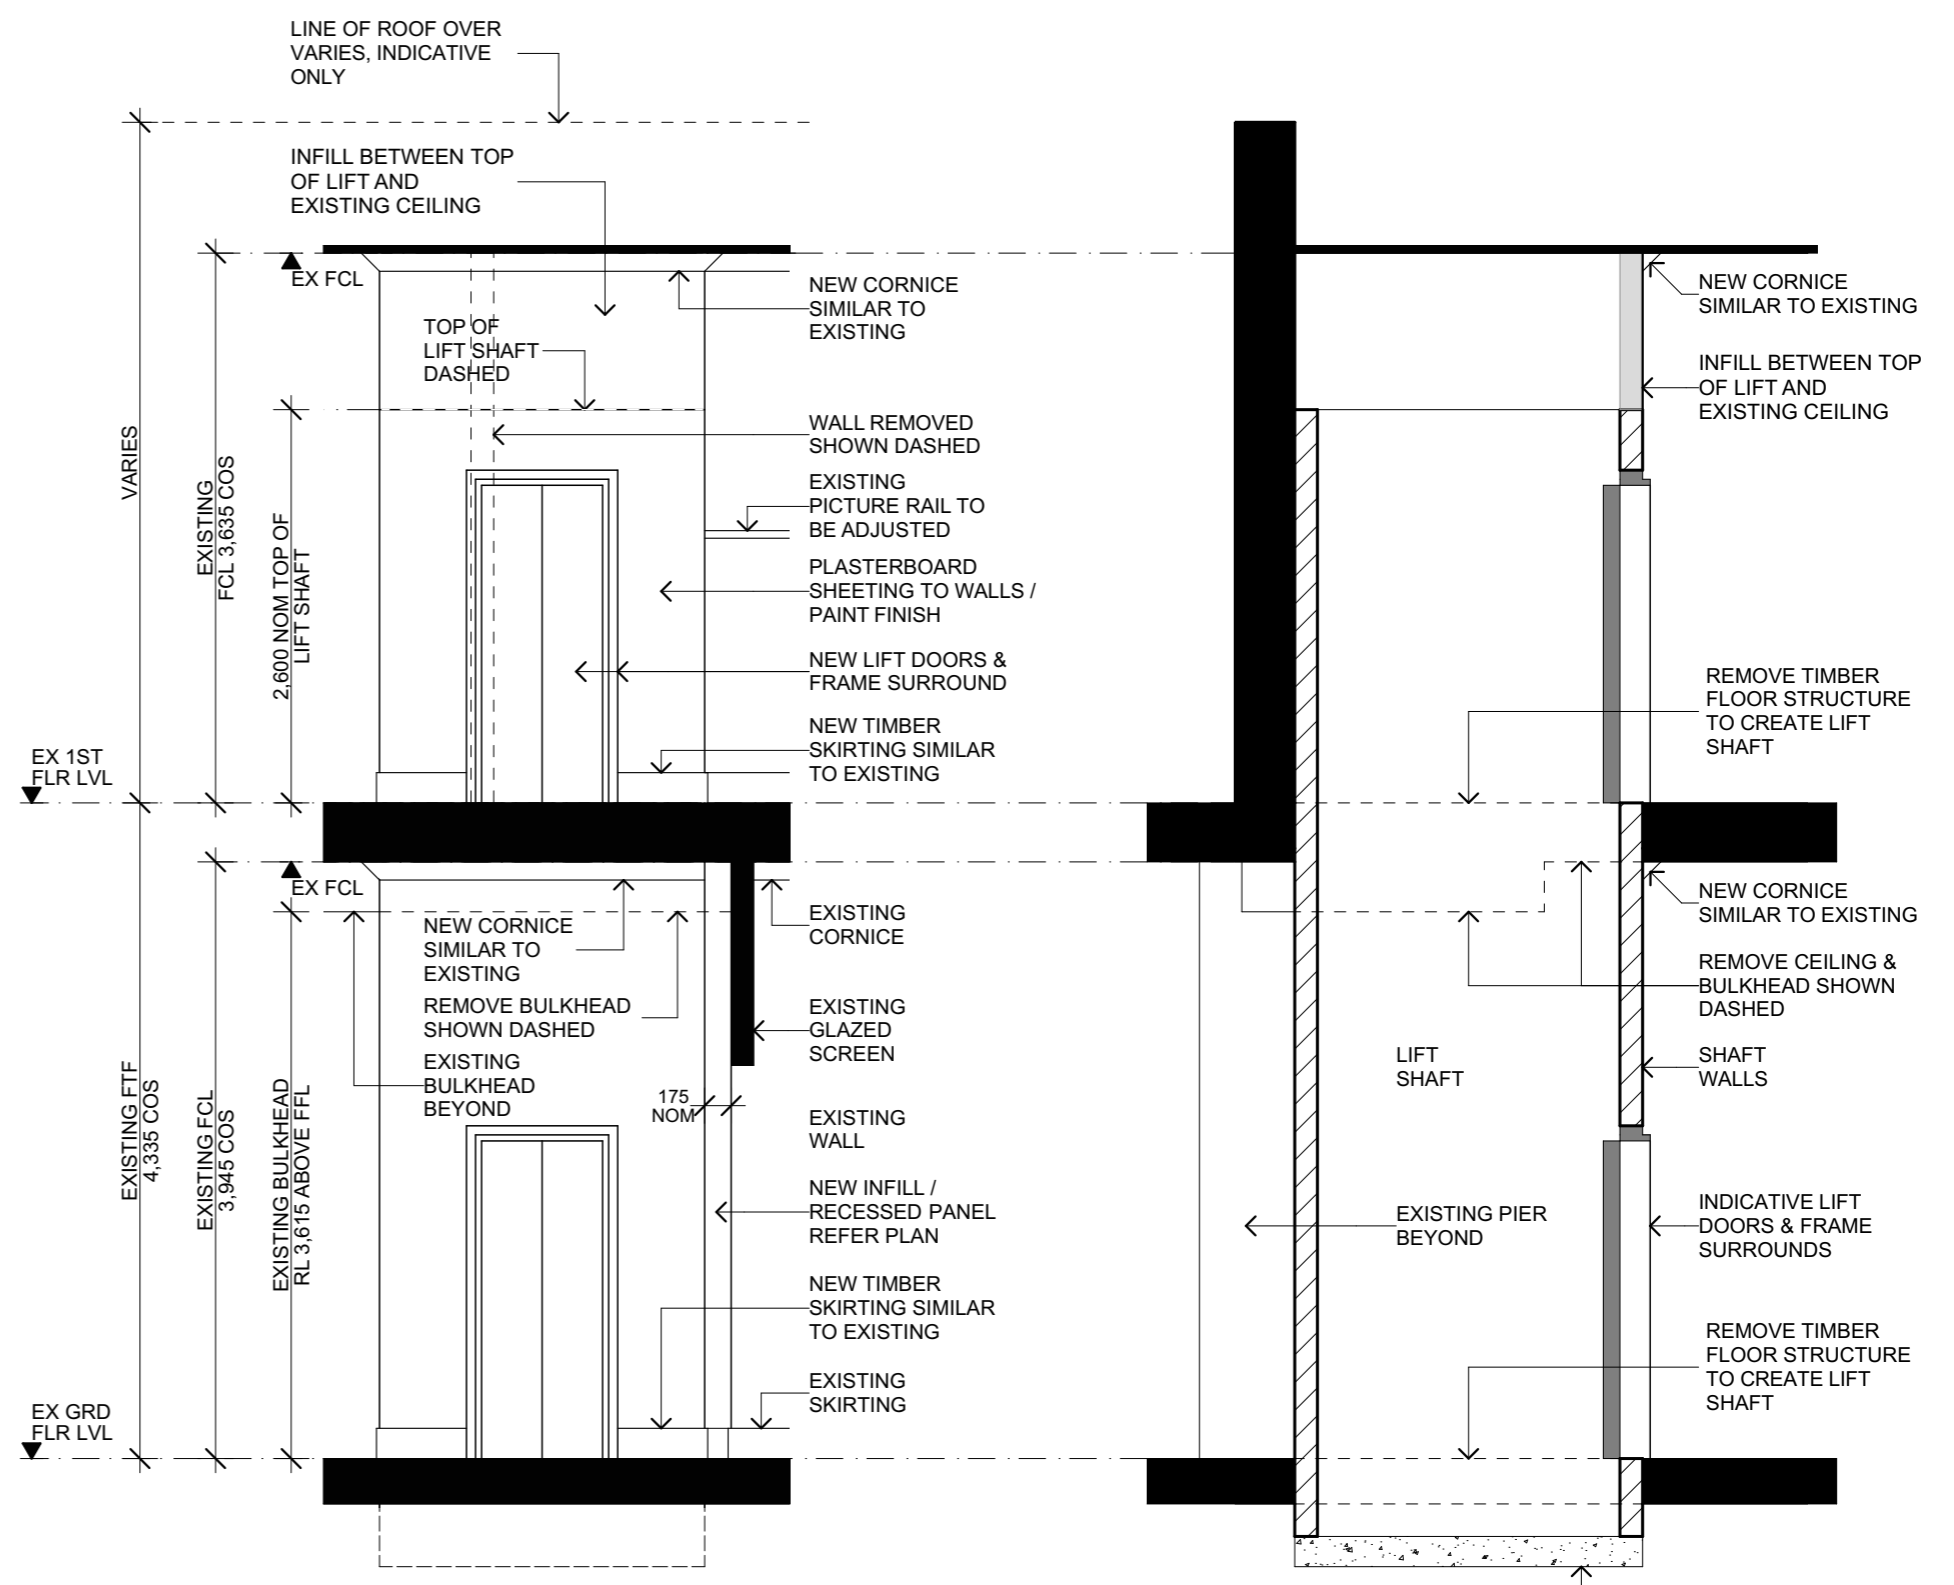 LINE OF ROOF OVER
VARIES, INDICATIVE
ONLY
INFILL BETWEEN TOP
OF LIFT AND
EXISTING CEILING
EX FCL
TOP OF
LIFT SHAFT
DASHED
NEW CORNICE
SIMILAR TO
EXISTING
WALL REMOVED
SHOWN DASHED
EXISTING
PICTURE RAIL TO
BE ADJUSTED
PLASTERBOARD
SHEETING TO WALLS /
PAINT FINISH
NEW LIFT DOORS &
FRAME SURROUND
NEW TIMBER
SKIRTING SIMILAR
TO EXISTING
VARIES
EXISTING
FCL 3,635 COS
2,600 NOM TOP OF
LIFT SHAFT
EX 1ST
FLR LVL
EX FCL
NEW CORNICE
SIMILAR TO
EXISTING
REMOVE BULKHEAD
SHOWN DASHED
EXISTING
BULKHEAD
BEYOND
175
NOM
EXISTING
CORNICE
EXISTING
GLAZED
SCREEN
EXISTING
WALL
NEW INFILL /
RECESSED PANEL
REFER PLAN
NEW TIMBER
SKIRTING SIMILAR
TO EXISTING
EXISTING
SKIRTING
EXISTING FTF
4,335 COS
EXISTING FCL
3,945 COS
EXISTING BULKHEAD
RL 3,615 ABOVE FFL
EX GRD
FLR LVL
NEW CORNICE
SIMILAR TO EXISTING
INFILL BETWEEN TOP
OF LIFT AND
EXISTING CEILING
REMOVE TIMBER
FLOOR STRUCTURE
TO CREATE LIFT
SHAFT
NEW CORNICE
SIMILAR TO EXISTING
REMOVE CEILING &
BULKHEAD SHOWN
DASHED
LIFT
SHAFT
SHAFT
WALLS
EXISTING PIER
BEYOND
INDICATIVE LIFT
DOORS & FRAME
SURROUNDS
REMOVE TIMBER
FLOOR STRUCTURE
TO CREATE LIFT
SHAFT